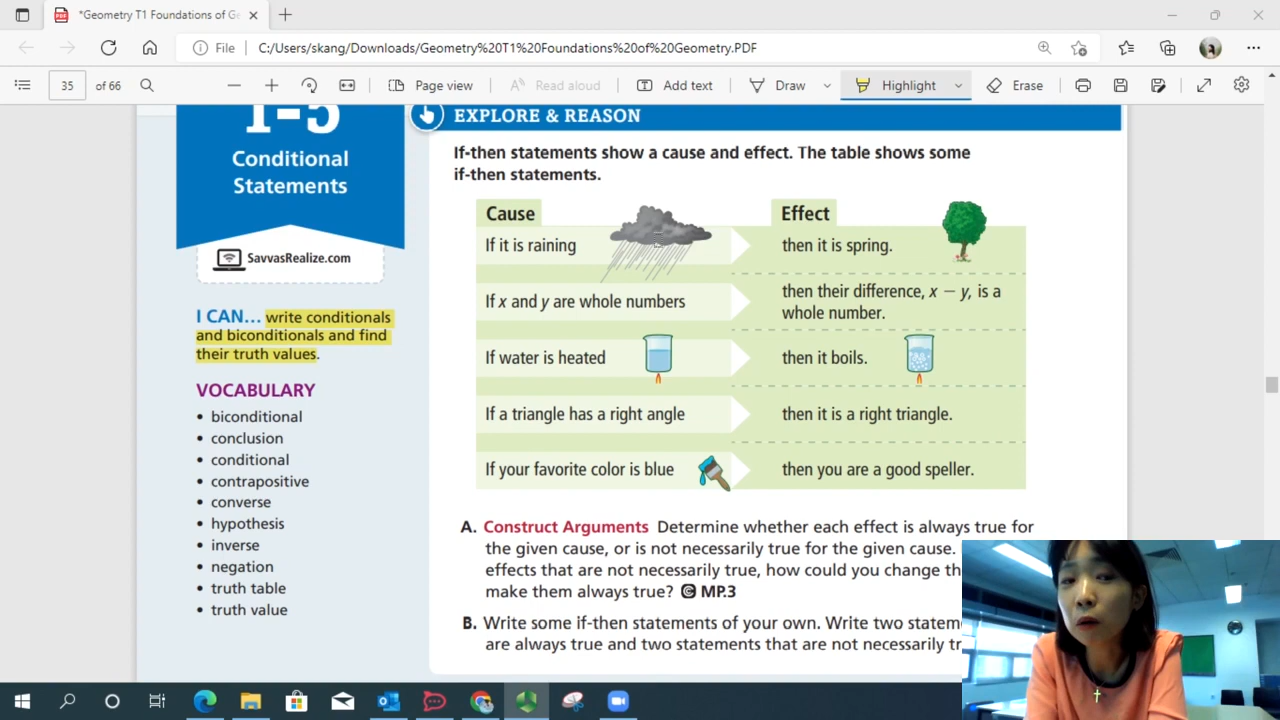 *Geometry T1 Foundations of Ge
File C:/Users/skang/Downloads/Geometry%20T1%20Foundations%20of%20Geometry.PDF
35 of 66 Page view Read aloud Add text Draw Highlight Erase
1-5
Conditional
Statements
SavvasRealize.com
I CAN... write conditionals
and biconditionals and find
their truth values.
VOCABULARY
• biconditional
• conclusion
• conditional
• contrapositive
• converse
• hypothesis
• inverse
• negation
• truth table
• truth value
EXPLORE & REASON
If-then statements show a cause and effect. The table shows some
if-then statements.
Cause Effect
If it is raining then it is spring.
If x and y are whole numbers then their difference, x − y, is a
whole number.
If water is heated then it boils.
If a triangle has a right angle then it is a right triangle.
If your favorite color is blue then you are a good speller.
A. Construct Arguments Determine whether each effect is always true for
the given cause, or is not necessarily true for the given cause.
effects that are not necessarily true, how could you change th
make them always true? MP.3
B. Write some if-then statements of your own. Write two statem
are always true and two statements that are not necessarily tr